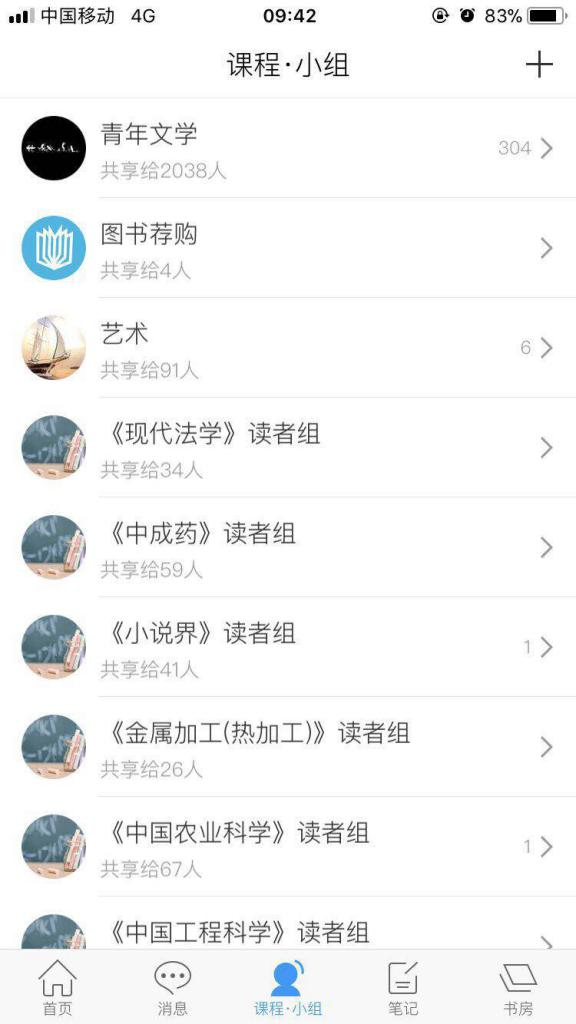 中国移动 4G 09:42 83%
课程·小组
青年文学
304
共享给2038人
图书荐购
共享给4人
艺术
6
共享给91人
《现代法学》读者组
共享给34人
《中成药》读者组
共享给59人
《小说界》读者组
1
共享给41人
《金属加工(热加工)》读者组
共享给26人
《中国农业科学》读者组
1
共享给67人
《中国工程科学》读者组
首页 消息 课程·小组 笔记 书房